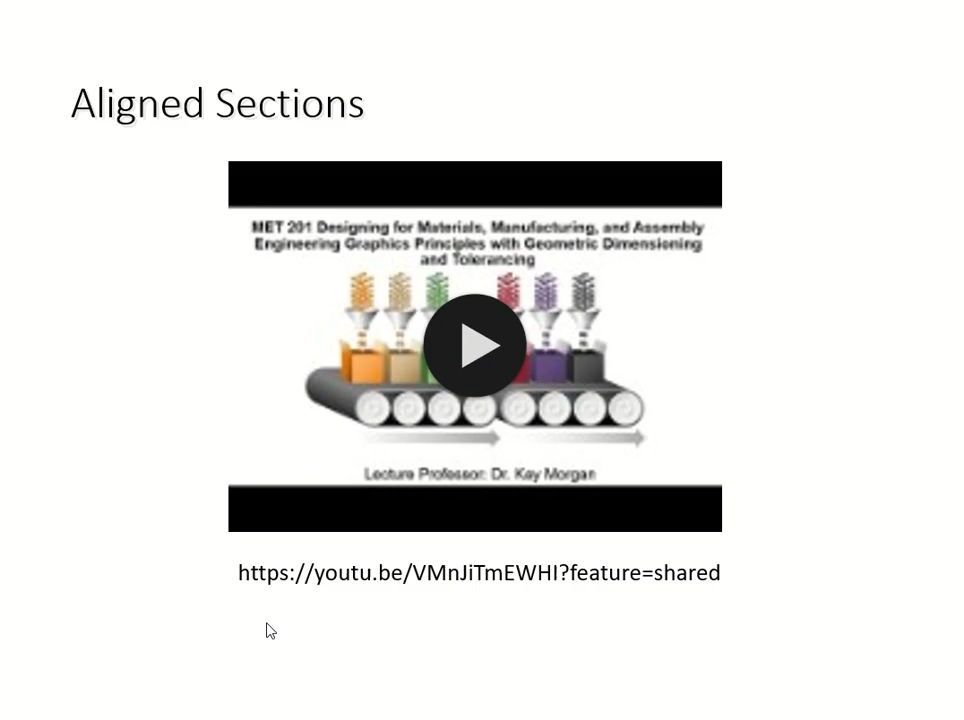 Aligned Sections
MET 201 Designing for Materials, Manufacturing, and Assembly
Engineering Graphics Principles with Geometric Dimensioning
and Tolerancing
Lecture Professor: Dr. Kay Morgan
https://youtu.be/VMnJiTmEWHI?feature=shared